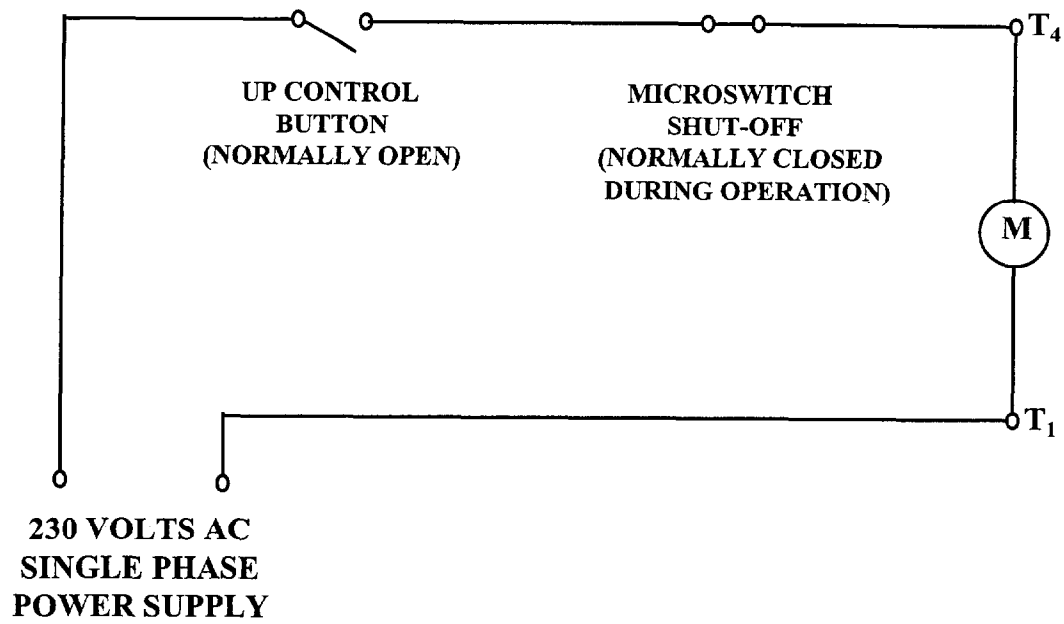 T₄
UP CONTROL
BUTTON
(NORMALLY OPEN)
MICROSWITCH
SHUT-OFF
(NORMALLY CLOSED
DURING OPERATION)
M
T₁
230 VOLTS AC
SINGLE PHASE
POWER SUPPLY